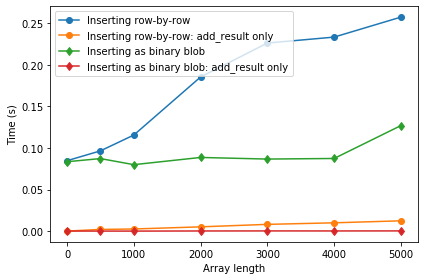 Inserting row-by-row
Inserting row-by-row: add_result only
Inserting as binary blob
Inserting as binary blob: add_result only
Time (s)
0.25
0.20
0.15
0.10
0.05
0.00
0
1000
2000
3000
4000
5000
Array length